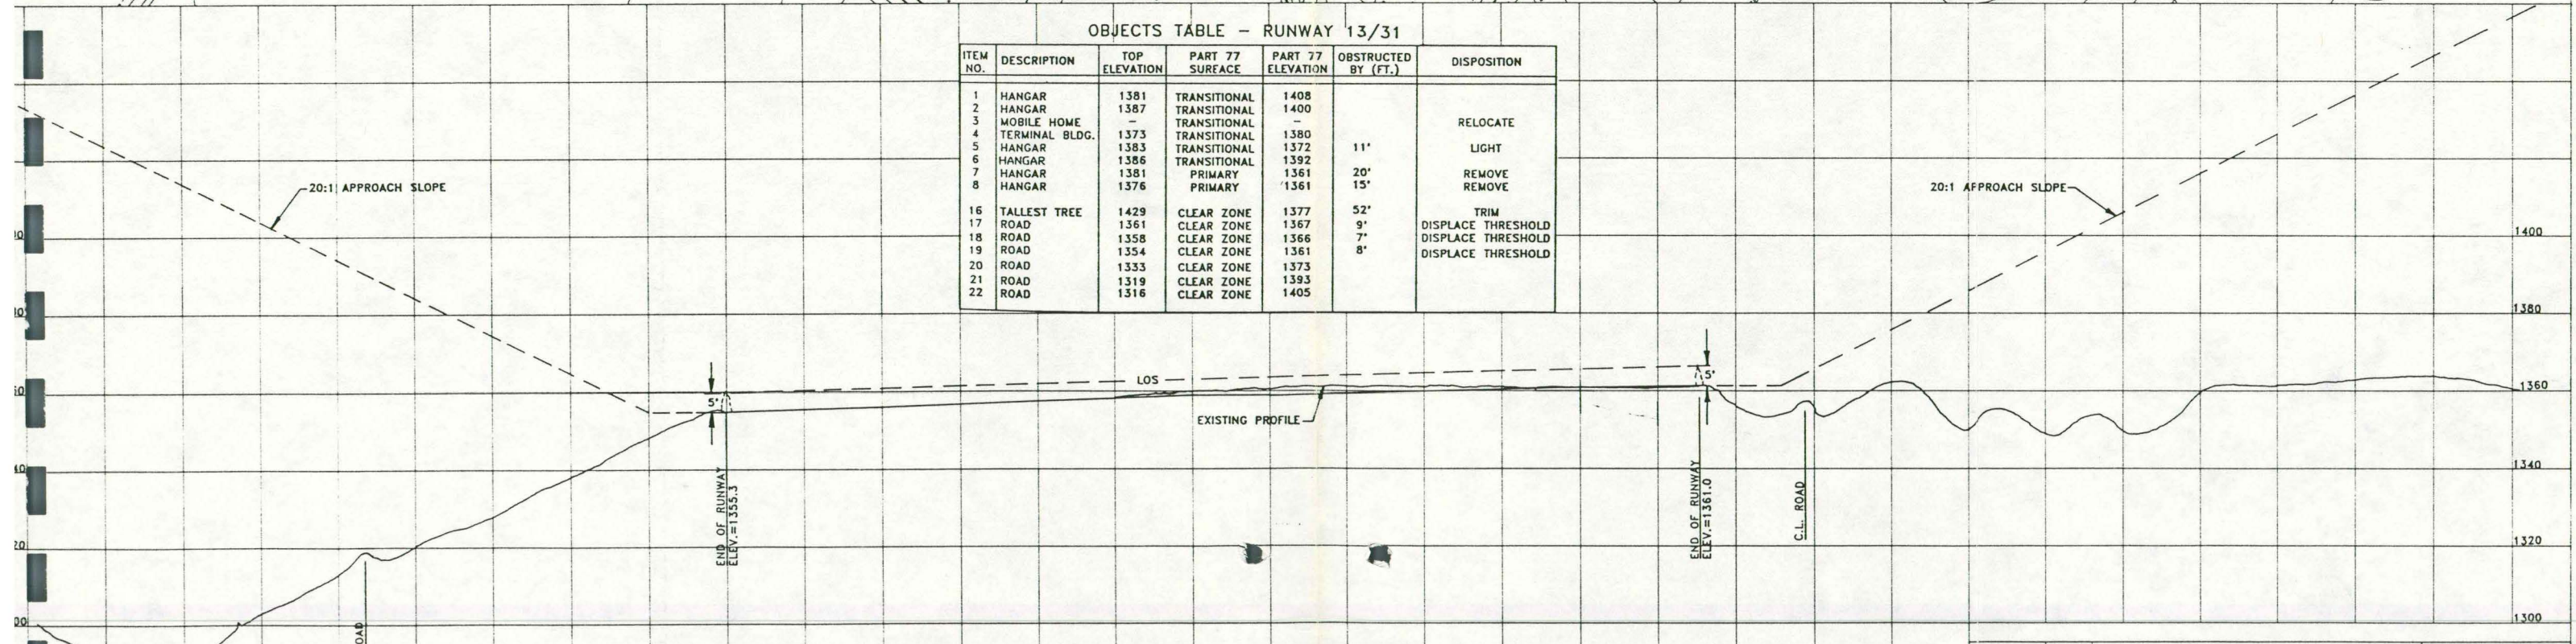 OBJECTS TABLE - RUNWAY 13/31
ITEM NO. DESCRIPTION TOP ELEVATION PART 77 SURFACE PART 77 ELEVATION OBSTRUCTED BY (FT.) DISPOSITION
1 HANGAR 1381 TRANSITIONAL 1408
2 HANGAR 1387 TRANSITIONAL 1400
3 MOBILE HOME - TRANSITIONAL - RELOCATE
4 TERMINAL BLDG. 1373 TRANSITIONAL 1380
5 HANGAR 1383 TRANSITIONAL 1372 11' LIGHT
6 HANGAR 1386 TRANSITIONAL 1392
7 HANGAR 1381 PRIMARY 1361 20' REMOVE
8 HANGAR 1376 PRIMARY 1361 15' REMOVE
16 TALLEST TREE 1429 CLEAR ZONE 1377 52' TRIM
17 ROAD 1361 CLEAR ZONE 1367 9' DISPLACE THRESHOLD
18 ROAD 1358 CLEAR ZONE 1366 7' DISPLACE THRESHOLD
19 ROAD 1354 CLEAR ZONE 1361 8' DISPLACE THRESHOLD
20 ROAD 1333 CLEAR ZONE 1373
21 ROAD 1319 CLEAR ZONE 1393
22 ROAD 1316 CLEAR ZONE 1405
20:1 APPROACH SLOPE
20:1 APPROACH SLOPE
1400
1380
1360
1340
1320
1300
LOS
5'
5'
EXISTING PROFILE
END OF RUNWAY
ELEV.=1355.3
END OF RUNWAY
ELEV.=1361.0
C.L. ROAD